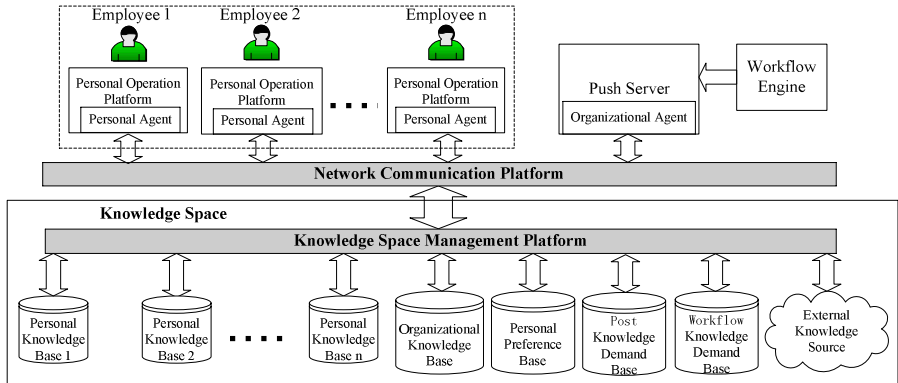 Employee 1
Employee 2
Employee n
Personal Operation
Platform
Personal Agent
Personal Operation
Platform
Personal Agent
Personal Operation
Platform
Personal Agent
Push Server
Organizational Agent
Workflow
Engine
Network Communication Platform
Knowledge Space
Knowledge Space Management Platform
Personal
Knowledge
Base 1
Personal
Knowledge
Base 2
Personal
Knowledge
Base n
Organizational
Knowledge
Base
Personal
Preference
Base
Post
Knowledge
Demand Base
Workflow
Knowledge
Demand Base
External
Knowledge
Source